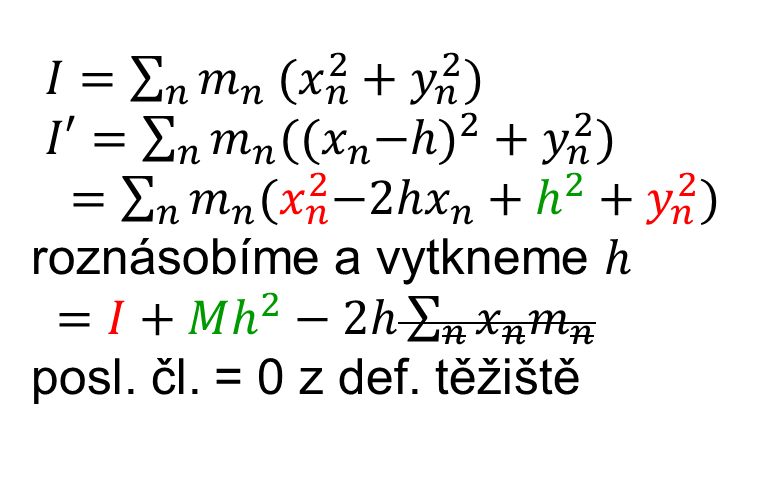 I = ∑ₙ mₙ (xₙ² + yₙ²)
I′ = ∑ₙ mₙ((xₙ−h)² + yₙ²)
= ∑ₙ mₙ(xₙ²−2hxₙ + h² + yₙ²)
roznásobíme a vytkneme h
= I + Mh² − 2h∑ₙ xₙmₙ
posl. čl. = 0 z def. těžiště